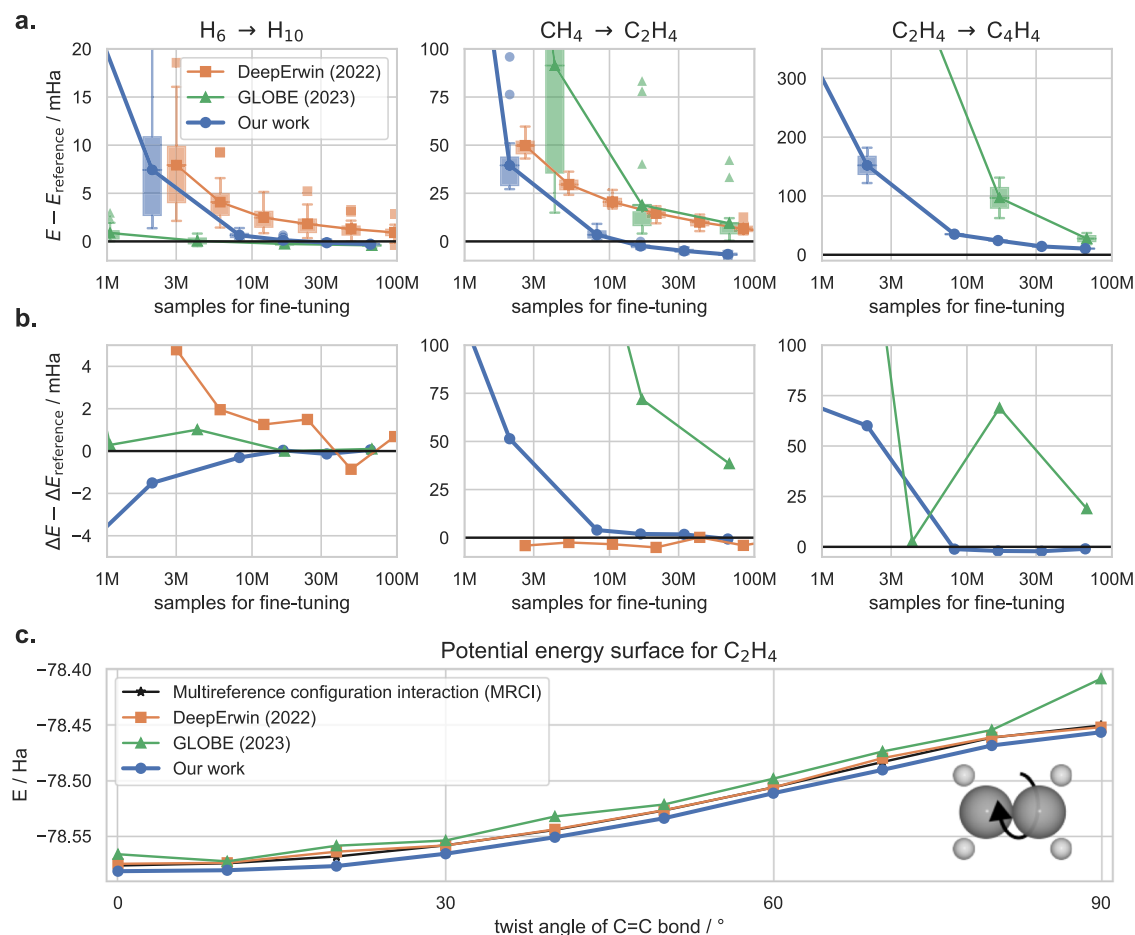 a.
H₆ → H₁₀
CH₄ → C₂H₄
C₂H₄ → C₄H₄
E − E_reference / mHa
20
15
10
5
0
DeepErwin (2022)
GLOBE (2023)
Our work
1M 3M 10M 30M 100M
samples for fine-tuning
100
75
50
25
0
1M 3M 10M 30M 100M
samples for fine-tuning
300
200
100
0
1M 3M 10M 30M 100M
samples for fine-tuning
b.
ΔE − ΔE_reference / mHa
4
2
0
−2
−4
1M 3M 10M 30M 100M
samples for fine-tuning
100
75
50
25
0
1M 3M 10M 30M 100M
samples for fine-tuning
100
75
50
25
0
1M 3M 10M 30M 100M
samples for fine-tuning
c.
Potential energy surface for C₂H₄
E / Ha
−78.40
−78.45
−78.50
−78.55
Multireference configuration interaction (MRCI)
DeepErwin (2022)
GLOBE (2023)
Our work
0 30 60 90
twist angle of C=C bond / °